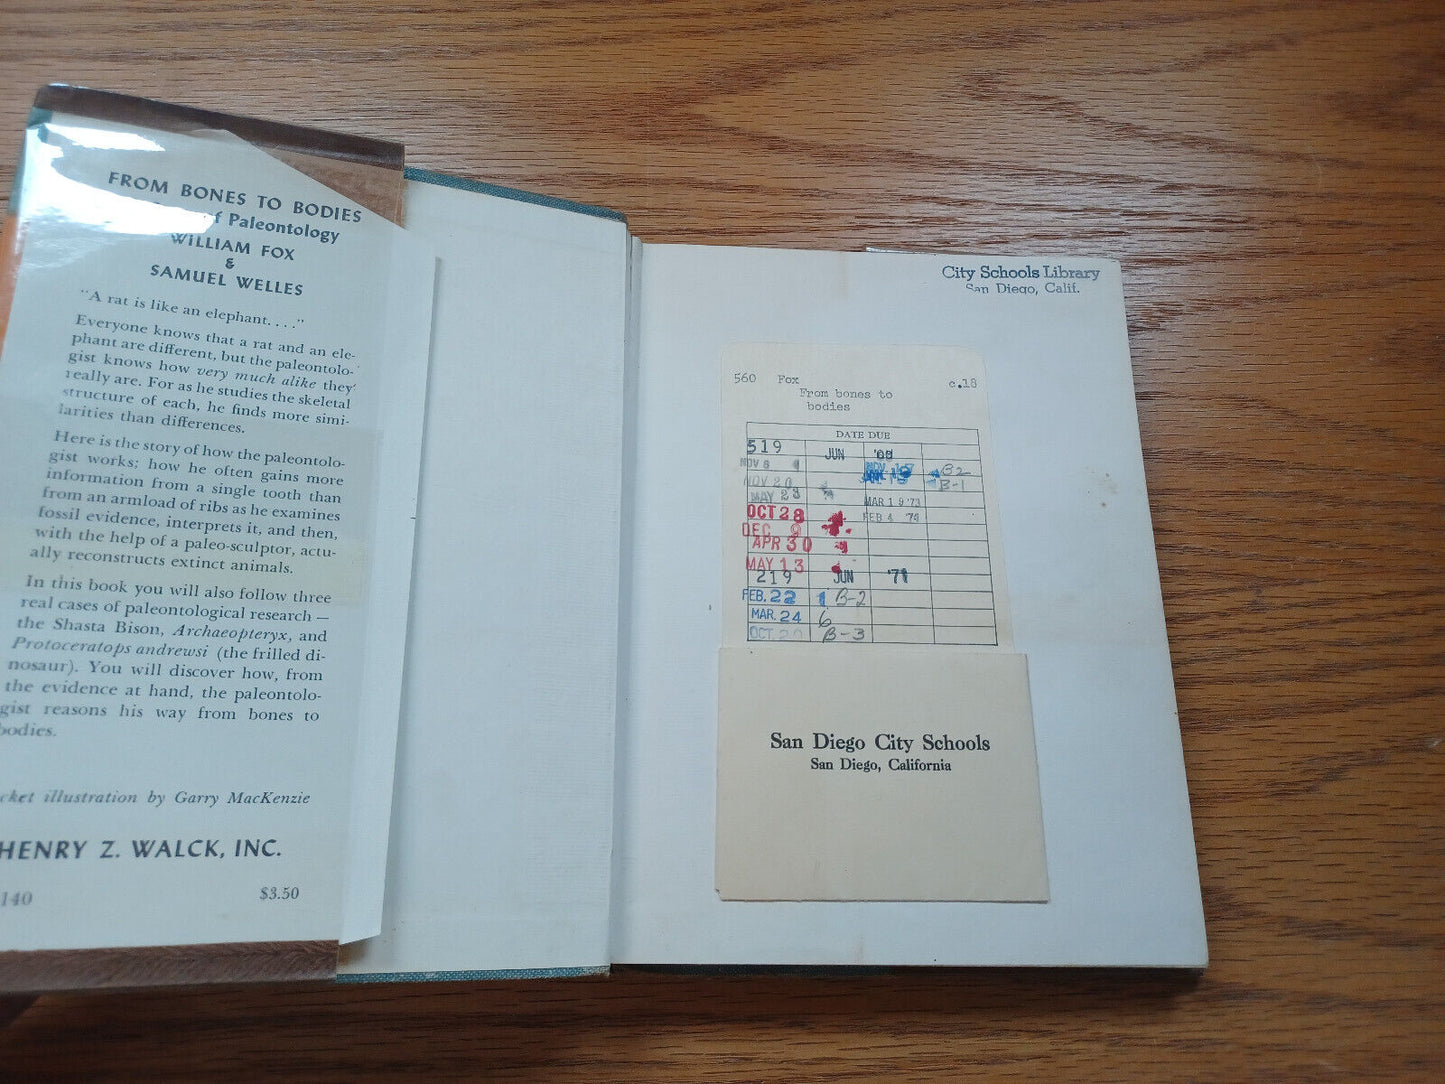 FROM BONES TO BODIES
of Paleontology
WILLIAM FOX
&
SAMUEL WELLES
"A rat is like an elephant. . . ."
Everyone knows that a rat and an ele-
phant are different, but the paleontolo-
gist knows how very much alike they
really are. For as he studies the skeletal
structure of each, he finds more simi-
larities than differences.
Here is the story of how the paleontolo-
gist works; how he often gains more
information from a single tooth than
from an armload of ribs as he examines
fossil evidence, interprets it, and then,
with the help of a paleo-sculptor, actu-
ally reconstructs extinct animals.
In this book you will also follow three
real cases of paleontological research —
the Shasta Bison, Archaeopteryx, and
Protoceratops andrewsi (the frilled di-
nosaur). You will discover how, from
the evidence at hand, the paleontolo-
gist reasons his way from bones to
bodies.
cket illustration by Garry MacKenzie
HENRY Z. WALCK, INC.
140 $3.50
City Schools Library
San Diego, Calif.
560 Fox c.18
From bones to
bodies
DATE DUE
519 JUN
NOV 8 B2
NOV 20 B-1
MAY 23 MAR 19 '73
OCT 28 FEB 4 '74
DEC 9
APR 30
MAY 13
219 JUN '71
FEB. 22 1 B-2
MAR. 24 6
OCT. 20 B-3
San Diego City Schools
San Diego, California